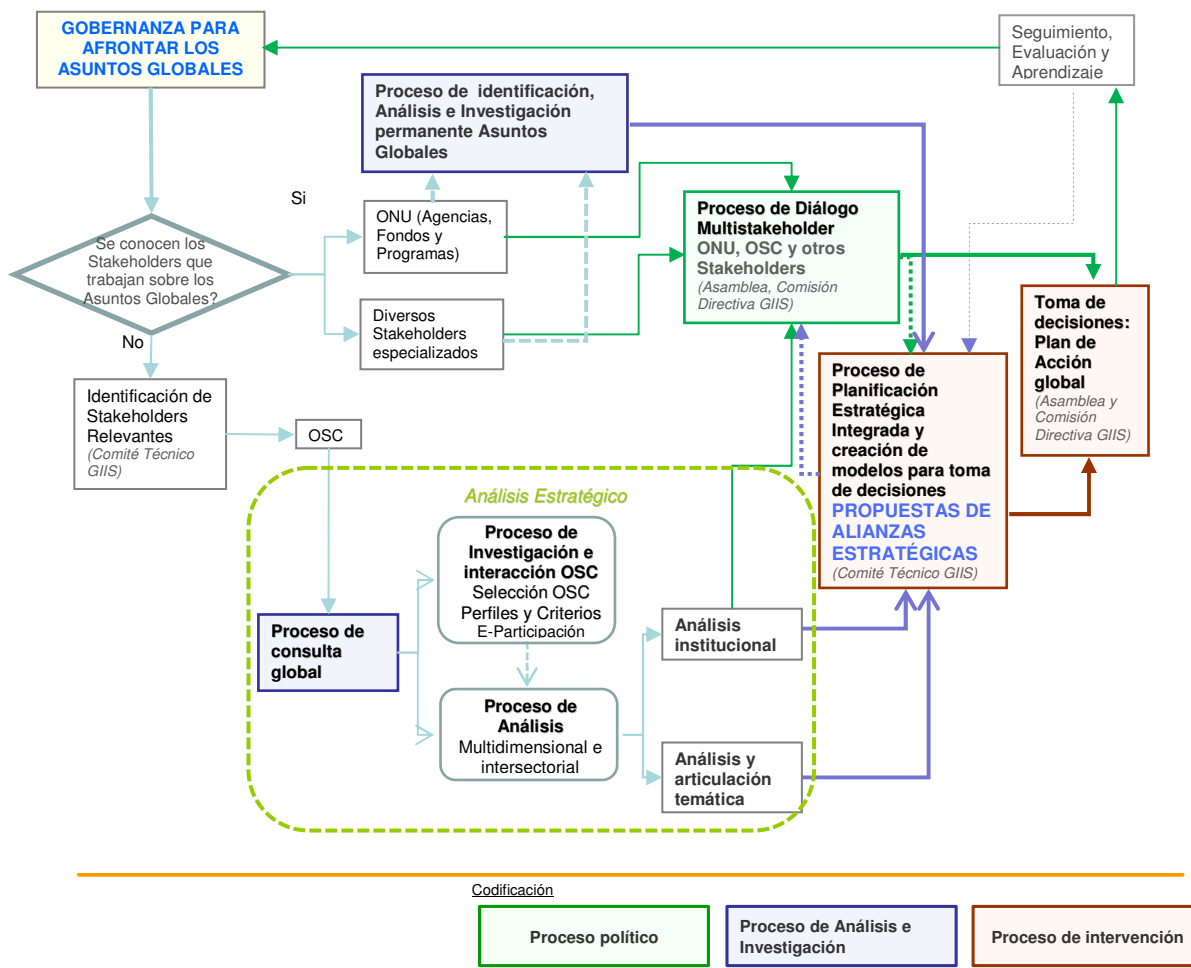 GOBERNANZA PARA
AFRONTAR LOS
ASUNTOS GLOBALES
Seguimiento,
Evaluación y
Aprendizaje
Proceso de identificación,
Análisis e Investigación
permanente Asuntos
Globales
Si
ONU (Agencias,
Fondos y
Programas)
Proceso de Diálogo
Multistakeholder
ONU, OSC y otros
Stakeholders
(Asamblea, Comisión
Directiva GIIS)
Se conocen los
Stakeholders que
trabajan sobre los
Asuntos Globales?
Diversos
Stakeholders
especializados
Toma de
decisiones:
Plan de
Acción
global
(Asamblea y
Comisión
Directiva GIIS)
No
Identificación de
Stakeholders
Relevantes
(Comité Técnico
GIIS)
OSC
Proceso de
Planificación
Estratégica
Integrada y
creación de
modelos para toma
de decisiones
PROPUESTAS DE
ALIANZAS
ESTRATÉGICAS
(Comité Técnico GIIS)
Análisis Estratégico
Proceso de
Investigación e
interacción OSC
Selección OSC
Perfiles y Criterios
E-Participación
Proceso de
consulta
global
Análisis
institucional
Proceso de
Análisis
Multidimensional e
intersectorial
Análisis y
articulación
temática
Codificación
Proceso político
Proceso de Análisis e
Investigación
Proceso de intervención